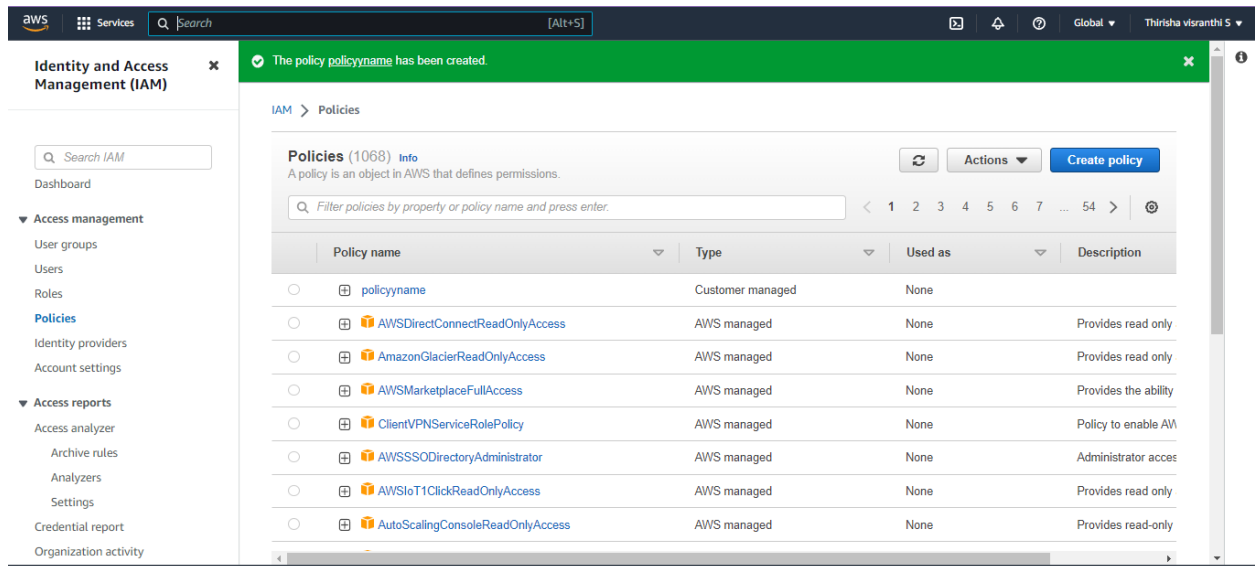 aws Services Search [Alt+S] Global Thirisha visranthi S
Identity and Access
Management (IAM)
Search IAM
Dashboard
Access management
User groups
Users
Roles
Policies
Identity providers
Account settings
Access reports
Access analyzer
Archive rules
Analyzers
Settings
Credential report
Organization activity
The policy policyyname has been created.
IAM > Policies
Policies (1068) Info
A policy is an object in AWS that defines permissions.
Actions Create policy
Filter policies by property or policy name and press enter.
< 1 2 3 4 5 6 7 ... 54 >
Policy name Type Used as Description
policyyname Customer managed None
AWSDirectConnectReadOnlyAccess AWS managed None Provides read only
AmazonGlacierReadOnlyAccess AWS managed None Provides read only
AWSMarketplaceFullAccess AWS managed None Provides the ability
ClientVPNServiceRolePolicy AWS managed None Policy to enable
AWSSSODirectoryAdministrator AWS managed None Administrator acces
AWSIoT1ClickReadOnlyAccess AWS managed None Provides read only
AutoScalingConsoleReadOnlyAccess AWS managed None Provides read-only